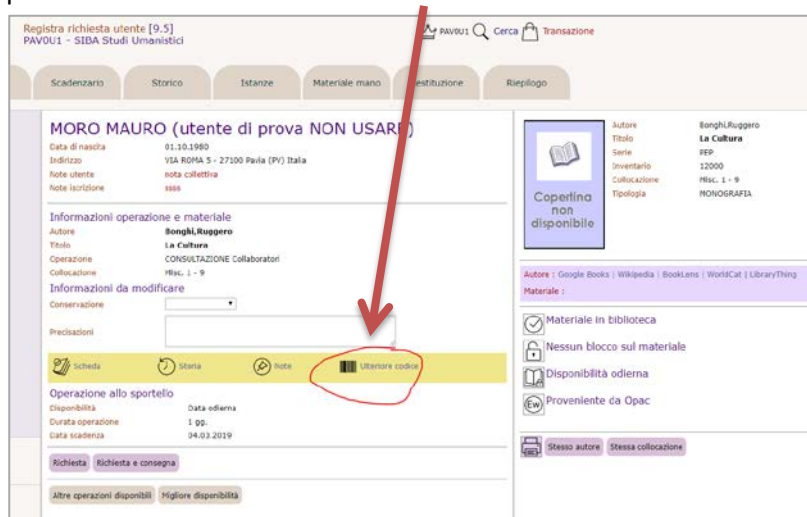 Registra richiesta utente [9.5]
PAV0U1 - SIBA Studi Umanistici
PAV0U1 Cerca Transazione
Scadenzario Storico Istanze Materiale mano Restituzione Riepilogo
MORO MAURO (utente di prova NON USARE)
Data di nascita 01.10.1980
Indirizzo VIA ROMA 5 - 27100 Pavia (PV) Italia
Note utente nota collettiva
Note iscrizione ssss
Informazioni operazione e materiale
Autore Bonghi,Ruggero
Titolo La Cultura
Operazione CONSULTAZIONE Collaboratori
Collocazione Misc. 1 - 9
Informazioni da modificare
Conservazione
Precisazioni
Scheda Storia Note Ulteriore codice
Operazione allo sportello
Disponibilità Data odierna
Durata operazione 1 gg.
Data scadenza 04.03.2019
Richiesta Richiesta e consegna
Altre operazioni disponibili Migliore disponibilità
Copertina
non
disponibile
Autore Bonghi,Ruggero
Titolo La Cultura
Serie PEP
Inventario 12000
Collocazione Misc. 1 - 9
Tipologia MONOGRAFIA
Autore : Google Books | Wikipedia | BookLens | WorldCat | LibraryThing
Materiale :
Materiale in biblioteca
Nessun blocco sul materiale
Disponibilità odierna
Ew Proveniente da Opac
Stesso autore Stessa collocazione